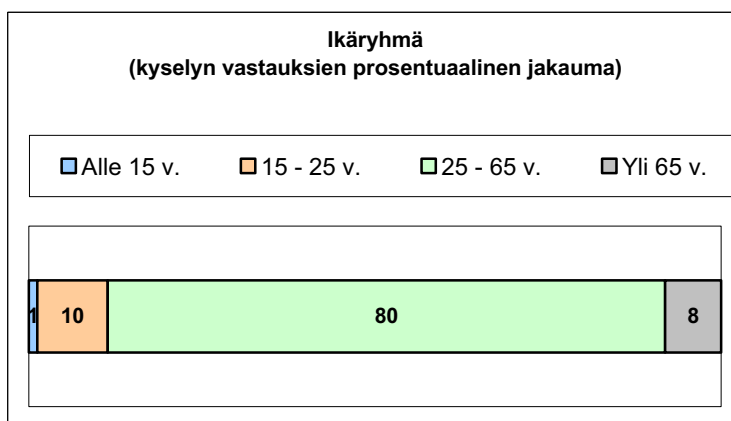 Ikäryhmä
(kyselyn vastauksien prosentuaalinen jakauma)
Alle 15 v. 15 - 25 v. 25 - 65 v. Yli 65 v.
1 10 80 8